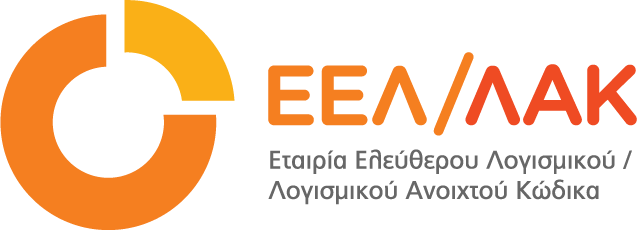 ΕΕΛ/ΛΑΚ
Εταιρία Ελεύθερου Λογισμικού /
Λογισμικού Ανοιχτού Κώδικα